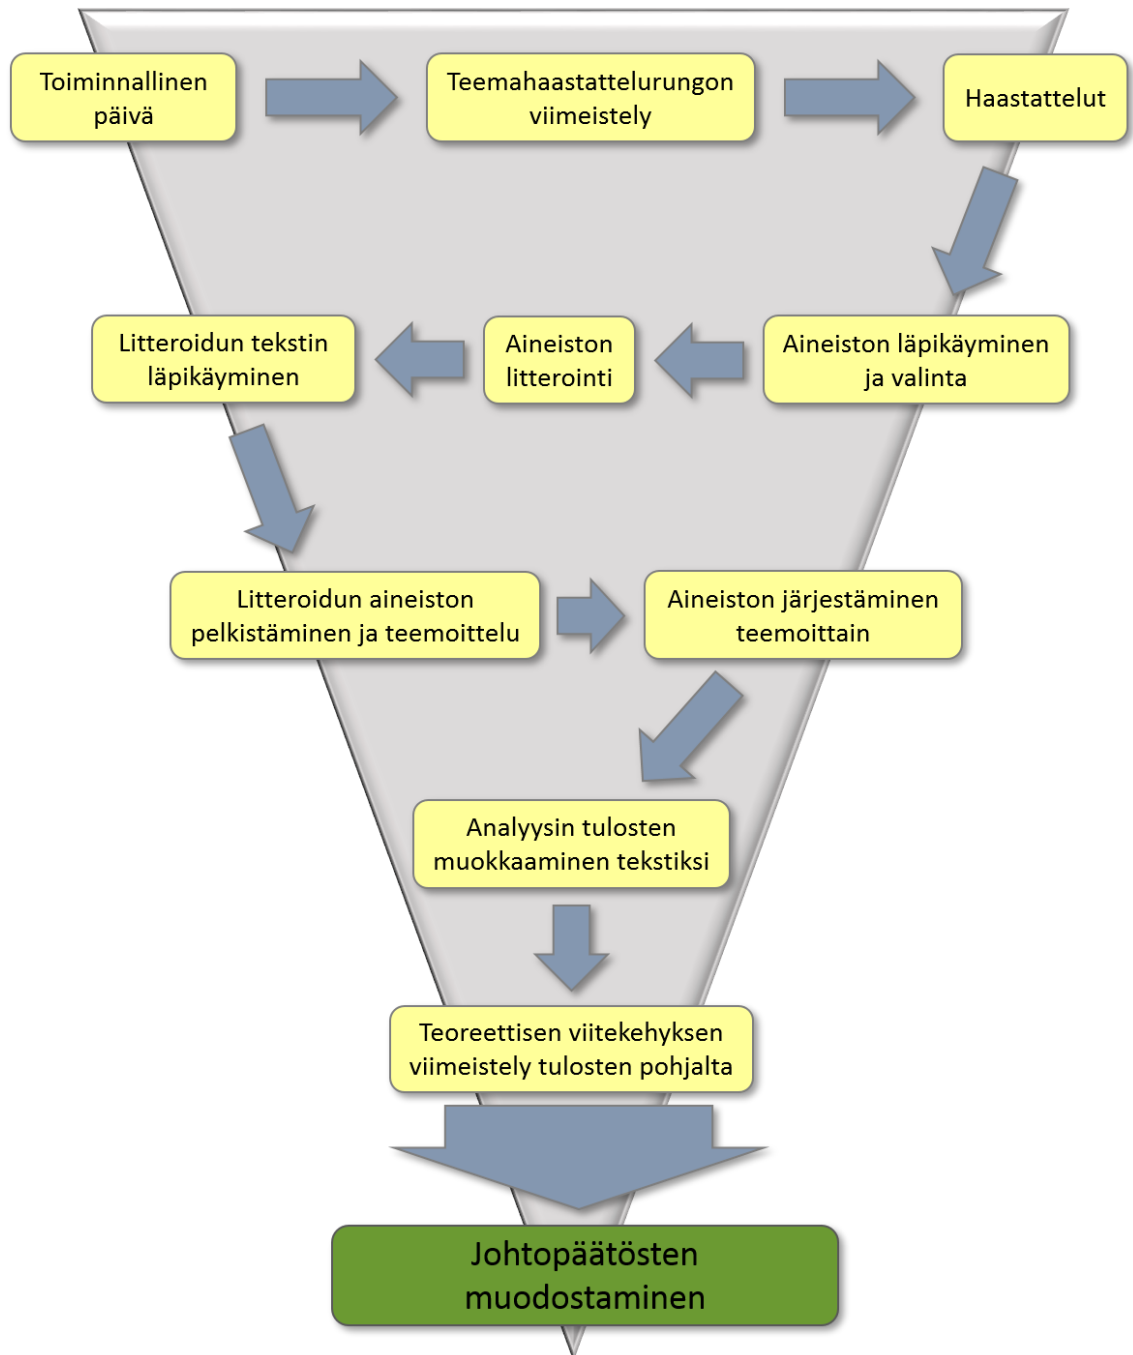 Toiminnallinen
päivä
Teemahaastattelurungon
viimeistely
Haastattelut
Aineiston läpikäyminen
ja valinta
Aineiston
litterointi
Litteroidun tekstin
läpikäyminen
Litteroidun aineiston
pelkistäminen ja teemoittelu
Aineiston järjestäminen
teemoittain
Analyysin tulosten
muokkaaminen tekstiksi
Teoreettisen viitekehyksen
viimeistely tulosten pohjalta
Johtopäätösten
muodostaminen